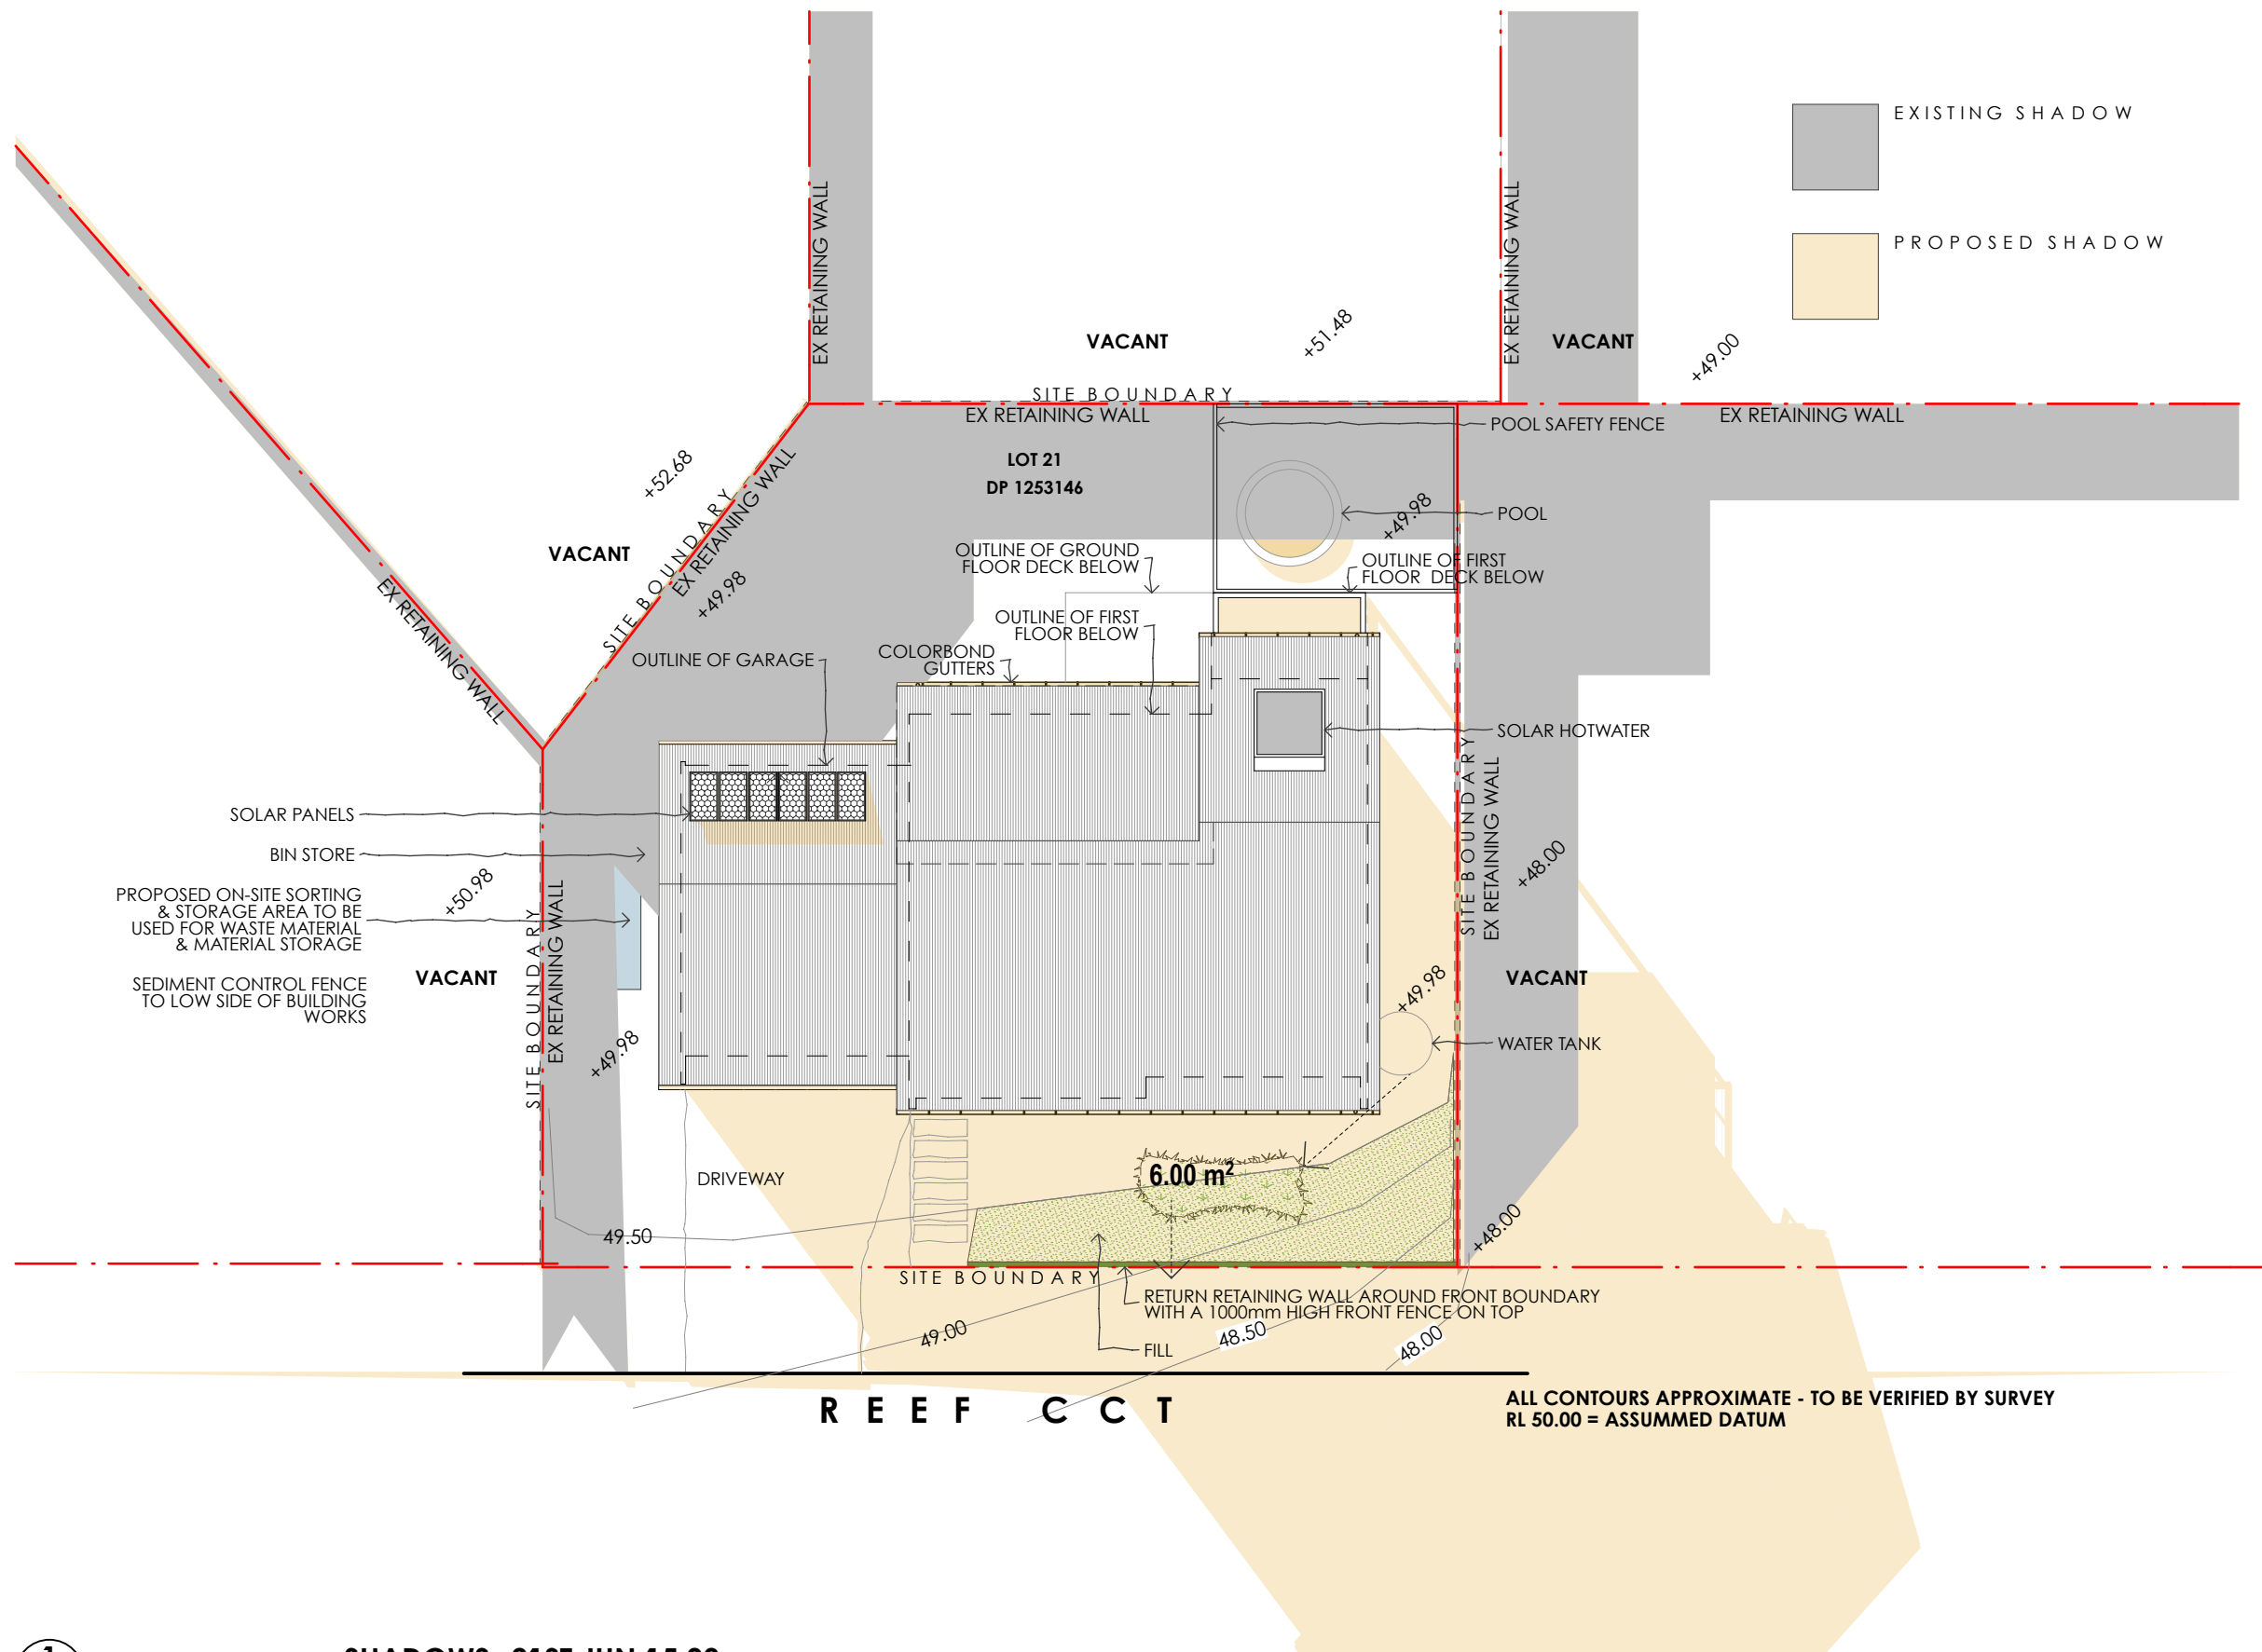 EXISTING SHADOW
PROPOSED SHADOW
EX RETAINING WALL
EX RETAINING WALL
VACANT
+51.48
VACANT
+49.00
SITE BOUNDARY
EX RETAINING WALL
EX RETAINING WALL
POOL SAFETY FENCE
LOT 21
DP 1253146
+52.68
SITE BOUNDARY
EX RETAINING WALL
VACANT
+49.98
+49.98
POOL
OUTLINE OF GROUND
FLOOR DECK BELOW
OUTLINE OF FIRST
FLOOR DECK BELOW
EX RETAINING WALL
OUTLINE OF FIRST
FLOOR BELOW
OUTLINE OF GARAGE
COLORBOND
GUTTERS
SOLAR HOTWATER
SITE BOUNDARY
EX RETAINING WALL
SOLAR PANELS
BIN STORE
+50.98
+48.00
PROPOSED ON-SITE SORTING
& STORAGE AREA TO BE
USED FOR WASTE MATERIAL
& MATERIAL STORAGE
SITE BOUNDARY
EX RETAINING WALL
VACANT
SEDIMENT CONTROL FENCE
TO LOW SIDE OF BUILDING
WORKS
+49.98
+49.98
VACANT
WATER TANK
6.00 m²
DRIVEWAY
49.50
+48.00
SITE BOUNDARY
RETURN RETAINING WALL AROUND FRONT BOUNDARY
WITH A 1000mm HIGH FRONT FENCE ON TOP
49.00
48.50
48.00
FILL
REEF CCT
ALL CONTOURS APPROXIMATE - TO BE VERIFIED BY SURVEY
RL 50.00 = ASSUMMED DATUM